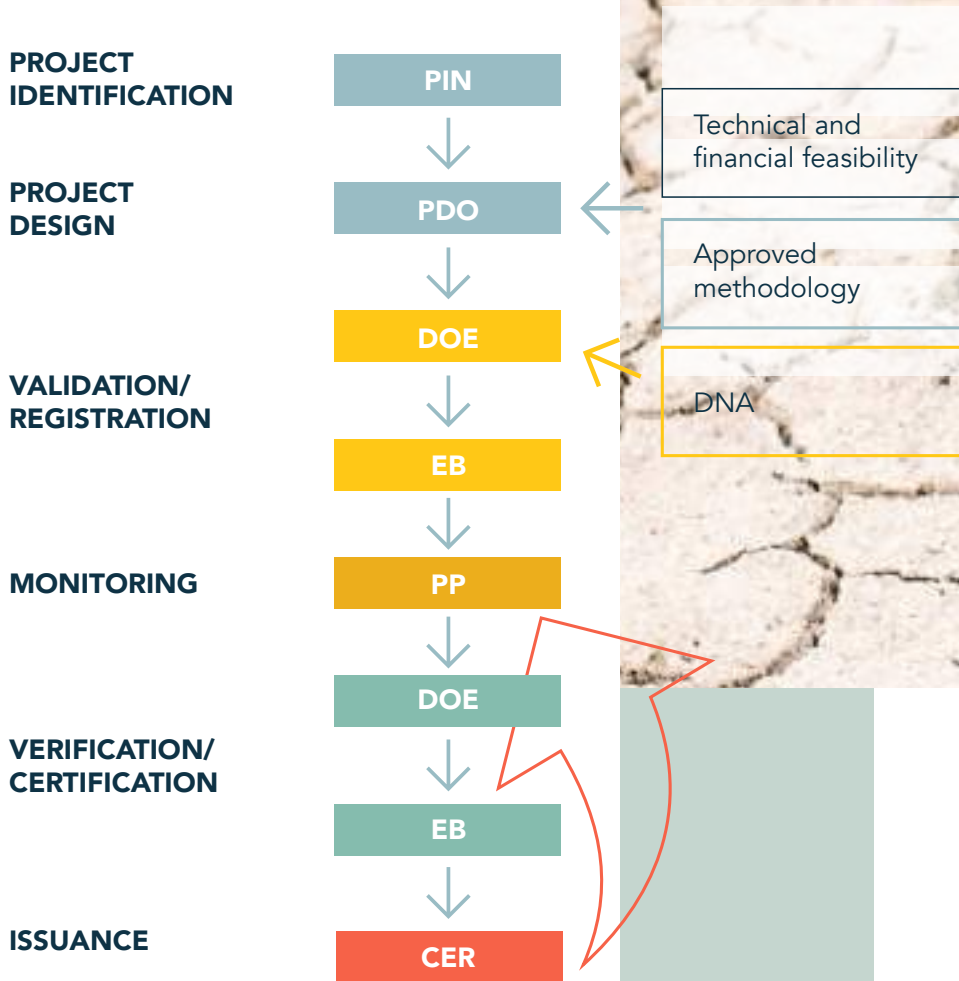 PROJECT
IDENTIFICATION
PIN
Technical and
financial feasibility
PROJECT
DESIGN
PDO
Approved
methodology
DOE
VALIDATION/
REGISTRATION
DNA
EB
MONITORING
PP
DOE
VERIFICATION/
CERTIFICATION
EB
ISSUANCE
CER